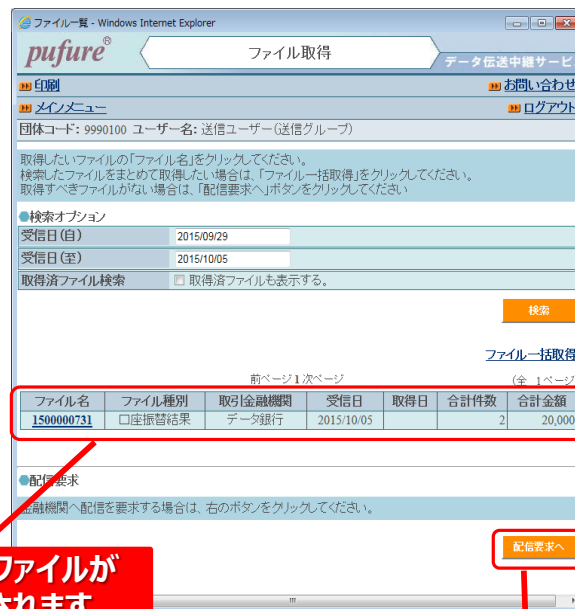 ファイル一覧 - Windows Internet Explorer
pufure®
ファイル取得
データ伝送中継サービ
印刷
お問い合わせ
メインメニュー
ログアウト
団体コード: 9990100 ユーザー名: 送信ユーザー(送信グループ)
取得したいファイルの「ファイル名」をクリックしてください。
検索したファイルをまとめて取得したい場合は、「ファイル一括取得」をクリックしてください。
取得すべきファイルがない場合は、「配信要求へ」ボタンをクリックしてください
検索オプション
受信日(自) 2015/09/29
受信日(至) 2015/10/05
取得済ファイル検索 取得済ファイルも表示する。
検索
ファイル一括取得
前ページ 1 次ページ (全 1ページ
ファイル名 ファイル種別 取引金融機関 受信日 取得日 合計件数 合計金額
1500000731 口座振替結果 データ銀行 2015/10/05 2 20,000
配信要求
金融機関へ配信を要求する場合は、右のボタンをクリックしてください。
配信要求へ
ファイルが
されます